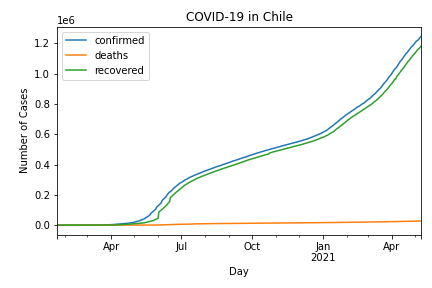 COVID-19 in Chile
1e6
confirmed
deaths
recovered
Number of Cases
1.2
1.0
0.8
0.6
0.4
0.2
0.0
Apr
Jul
Oct
Jan
2021
Apr
Day